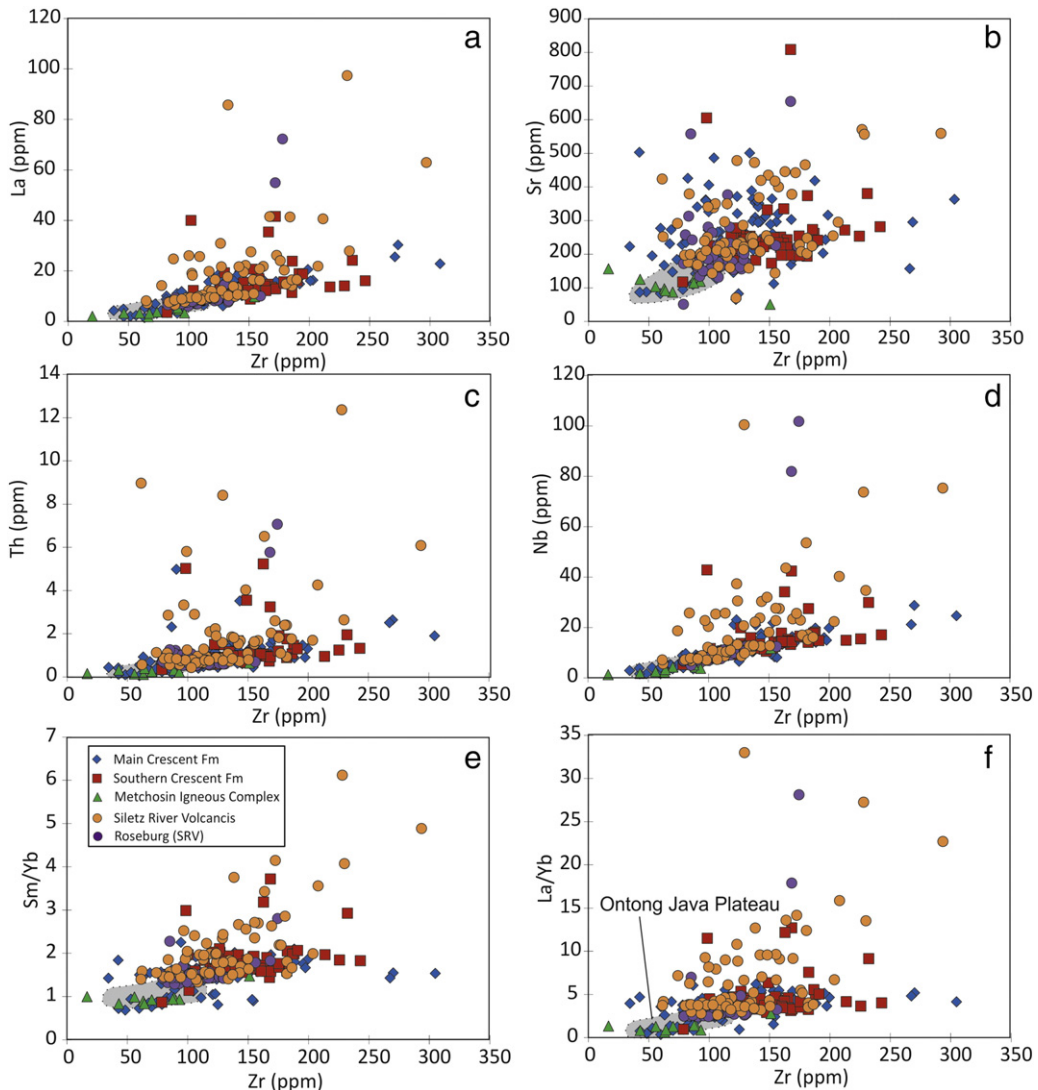 a
La (ppm)
120
100
80
60
40
20
0
0 50 100 150 200 250 300 350
Zr (ppm)
b
Sr (ppm)
900
800
700
600
500
400
300
200
100
0
0 50 100 150 200 250 300 350
Zr (ppm)
c
Th (ppm)
14
12
10
8
6
4
2
0
0 50 100 150 200 250 300 350
Zr (ppm)
d
Nb (ppm)
120
100
80
60
40
20
0
0 50 100 150 200 250 300 350
Zr (ppm)
e
Sm/Yb
7
6
5
4
3
2
1
0
Main Crescent Fm
Southern Crescent Fm
Metchosin Igneous Complex
Siletz River Volcancis
Roseburg (SRV)
0 50 100 150 200 250 300 350
Zr (ppm)
f
La/Yb
35
30
25
20
15
10
5
0
Ontong Java Plateau
0 50 100 150 200 250 300 350
Zr (ppm)